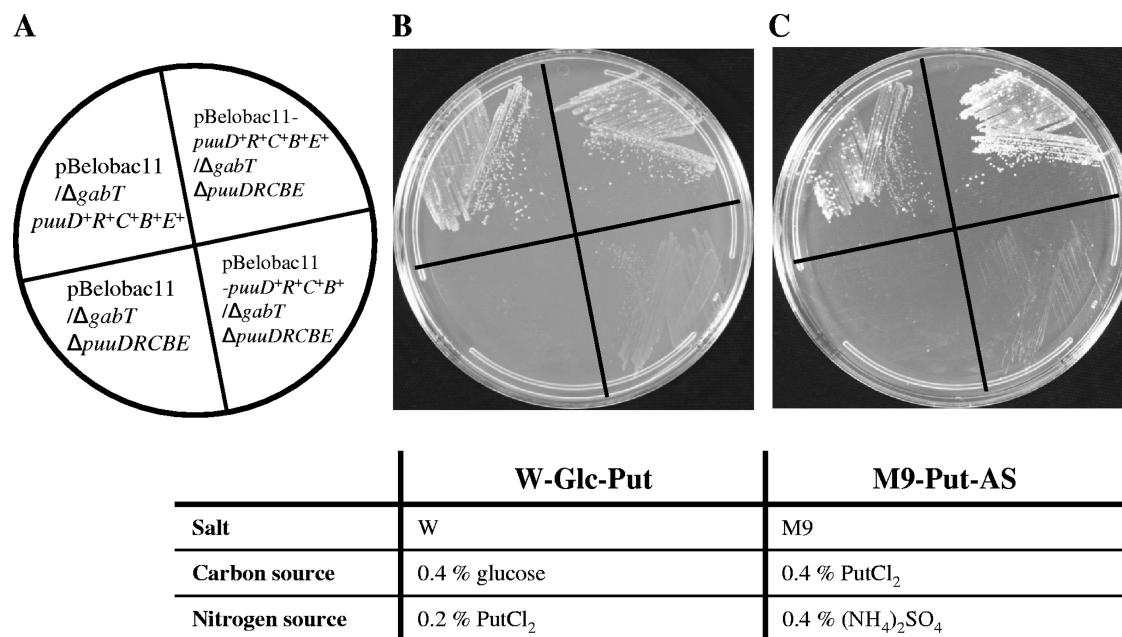 A
B
C
pBelobac11
/ΔgabT
puuD⁺R⁺C⁺B⁺E⁺
pBelobac11-
puuD⁺R⁺C⁺B⁺E⁺
/ΔgabT
ΔpuuDRCBE
pBelobac11
/ΔgabT
ΔpuuDRCBE
pBelobac11
-puuD⁺R⁺C⁺B⁺
/ΔgabT
ΔpuuDRCBE
W-Glc-Put
M9-Put-AS
Salt
W
M9
Carbon source
0.4 % glucose
0.4 % PutCl₂
Nitrogen source
0.2 % PutCl₂
0.4 % (NH₄)₂SO₄